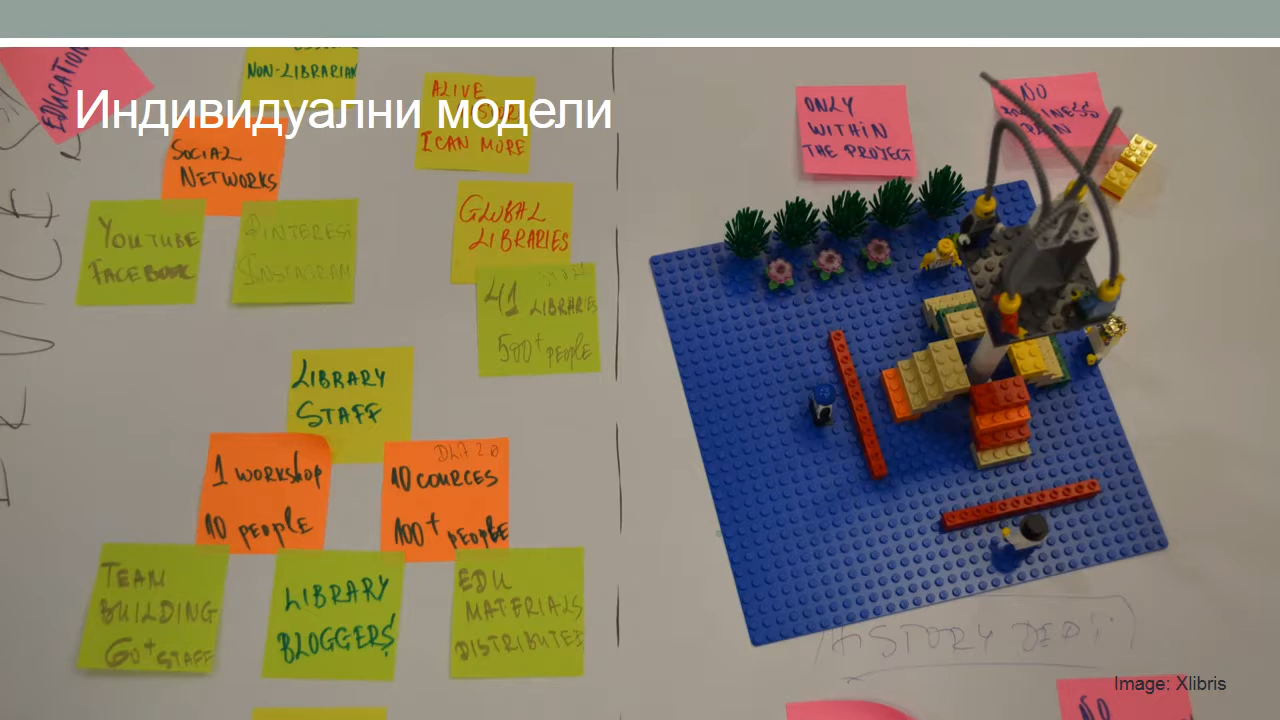 Индивидуални модели
EDUCATION
NON-LIBRARIAN
SOCIAL
NETWORKS
ALIVE
I CAN MORE
YOUTUBE
FACEBOOK
PINTEREST
INSTAGRAM
GLOBAL
LIBRARIES
41 LIBRARIES
500+ PEOPLE
LIBRARY
STAFF
1 WORKSHOP
10 PEOPLE
DLit 2.0
10 COURCES
100+ PEOPLE
TEAM
BUILDING
60+ STAFF
LIBRARY
BLOGGERS
EDU
MATERIALS
DISTRIBUTED
ONLY
WITHIN
THE PROJECT
NO
HISTORY DEPT
NO
Image: Xlibris